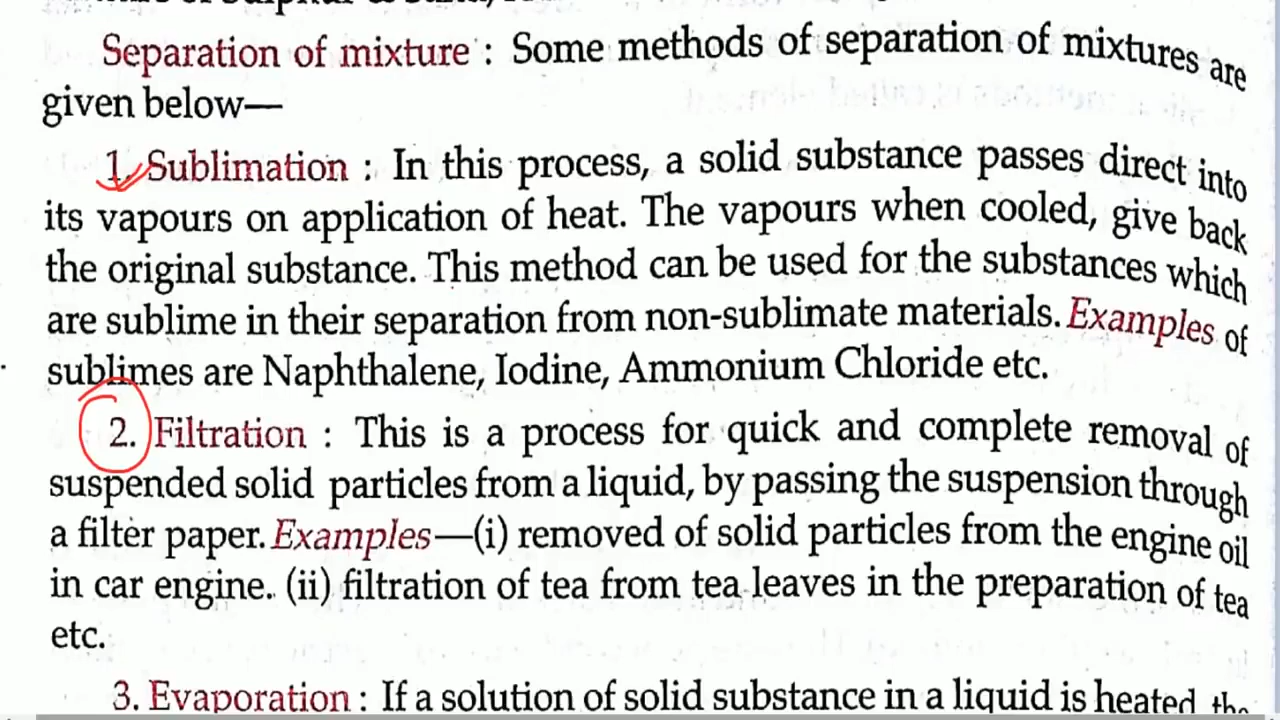 Separation of mixture : Some methods of separation of mixtures are
given below—
1. Sublimation : In this process, a solid substance passes direct into
its vapours on application of heat. The vapours when cooled, give back
the original substance. This method can be used for the substances which
are sublime in their separation from non-sublimate materials. Examples of
sublimes are Naphthalene, Iodine, Ammonium Chloride etc.
2. Filtration : This is a process for quick and complete removal of
suspended solid particles from a liquid, by passing the suspension through
a filter paper. Examples—(i) removed of solid particles from the engine oil
in car engine. (ii) filtration of tea from tea leaves in the preparation of tea
etc.
3. Evaporation : If a solution of solid substance in a liquid is heated the